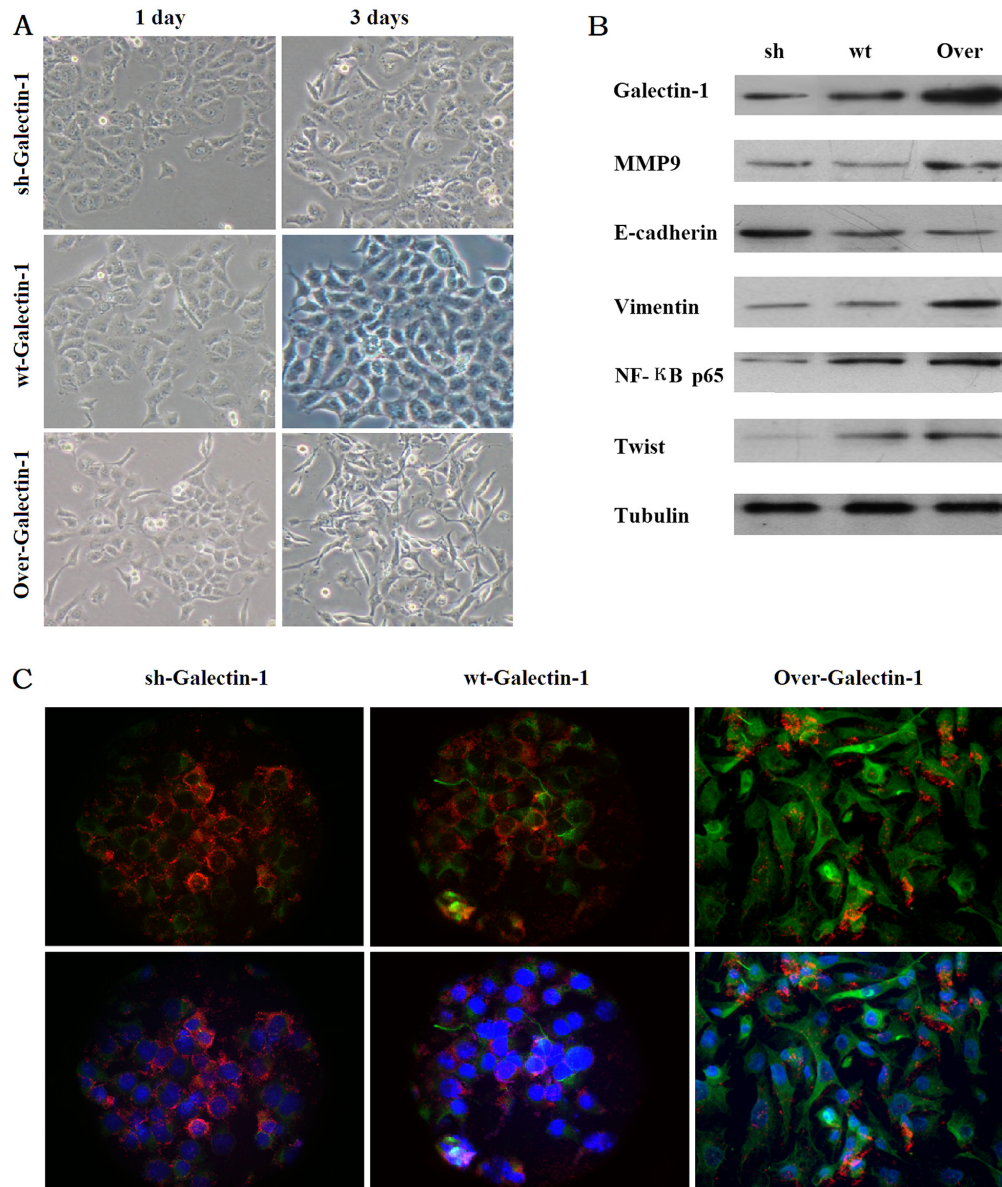 A
1 day
3 days
sh-Galectin-1
wt-Galectin-1
Over-Galectin-1
B
sh
wt
Over
Galectin-1
MMP9
E-cadherin
Vimentin
NF-κB p65
Twist
Tubulin
C
sh-Galectin-1
wt-Galectin-1
Over-Galectin-1